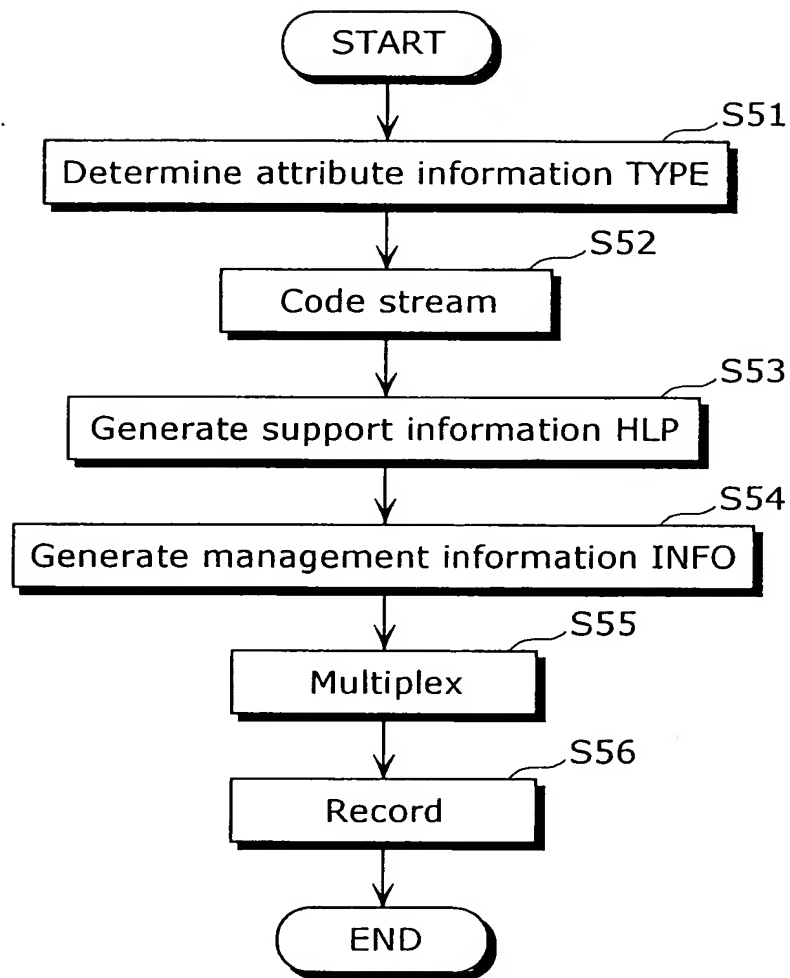 START
S51
Determine attribute information TYPE
S52
Code stream
S53
Generate support information HLP
S54
Generate management information INFO
S55
Multiplex
S56
Record
END